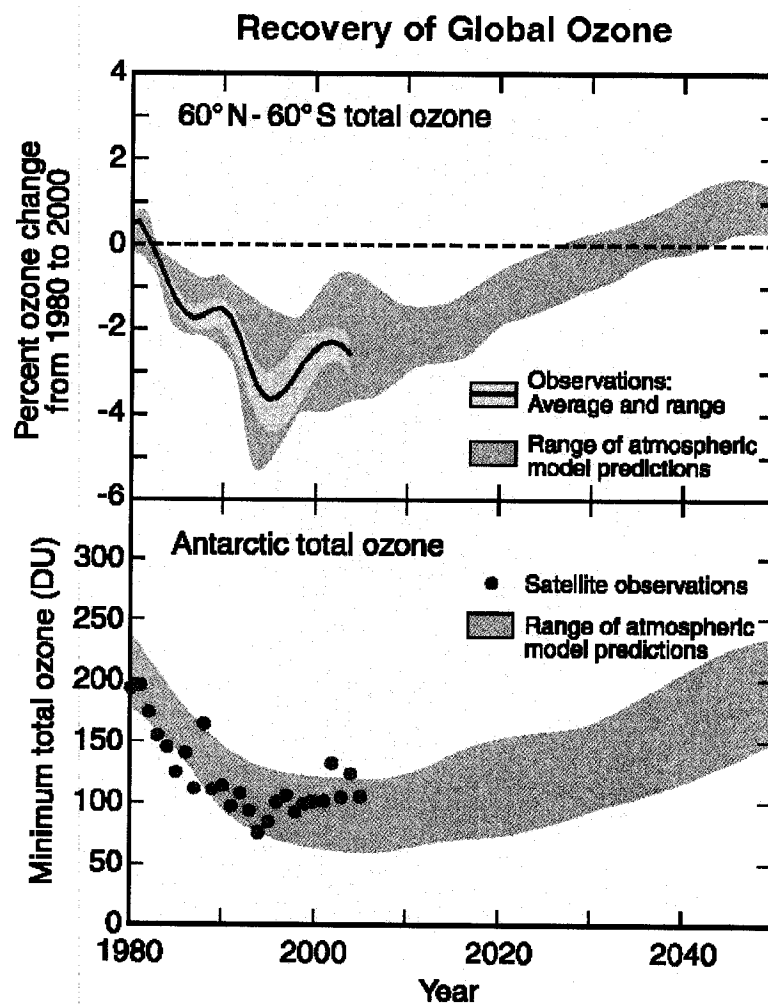 Recovery of Global Ozone
4
60°N - 60°S total ozone
2
0
-2
-4
-6
Percent ozone change
from 1980 to 2000
Observations:
Average and range
Range of atmospheric
model predictions
Antarctic total ozone
300
250
200
150
100
50
0
Minimum total ozone (DU)
Satellite observations
Range of atmospheric
model predictions
1980
2000
2020
2040
Year